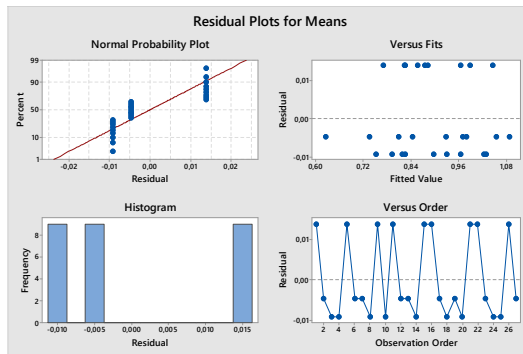 Residual Plots for Means
Normal Probability Plot
99
90
50
10
1
Percent
-0,02 -0,01 0,00 0,01 0,02
Residual
Versus Fits
0,01
0,00
-0,01
Residual
0,60 0,72 0,84 0,96 1,08
Fitted Value
Histogram
8
6
4
2
0
Frequency
-0,010 -0,005 0,000 0,005 0,010 0,015
Residual
Versus Order
0,01
0,00
-0,01
Residual
2 4 6 8 10 12 14 16 18 20 22 24 26
Observation Order